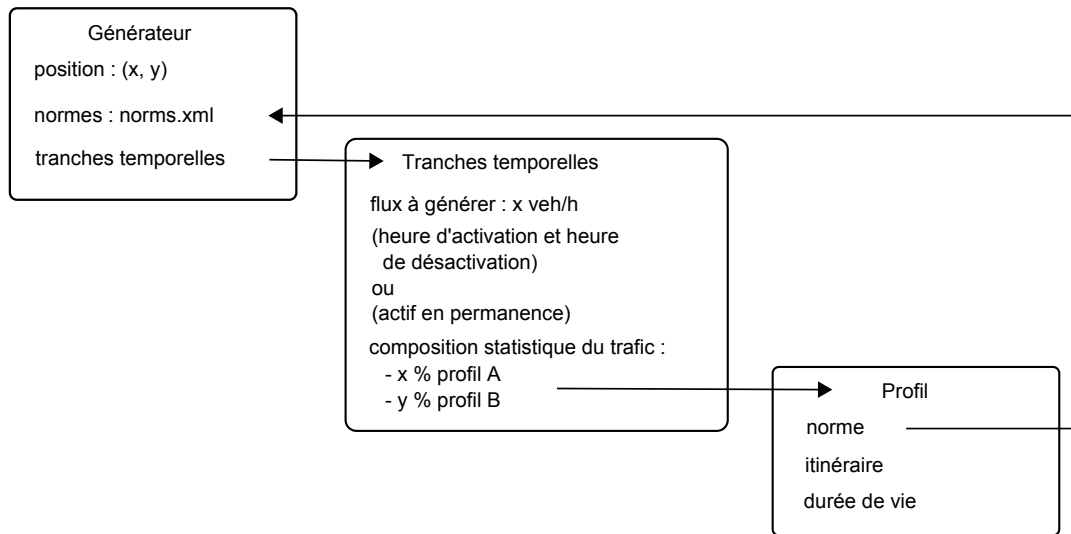 Générateur
position : (x, y)
normes : norms.xml
tranches temporelles
Tranches temporelles
flux à générer : x veh/h
(heure d'activation et heure
de désactivation)
ou
(actif en permanence)
composition statistique du trafic :
- x % profil A
- y % profil B
Profil
norme
itinéraire
durée de vie